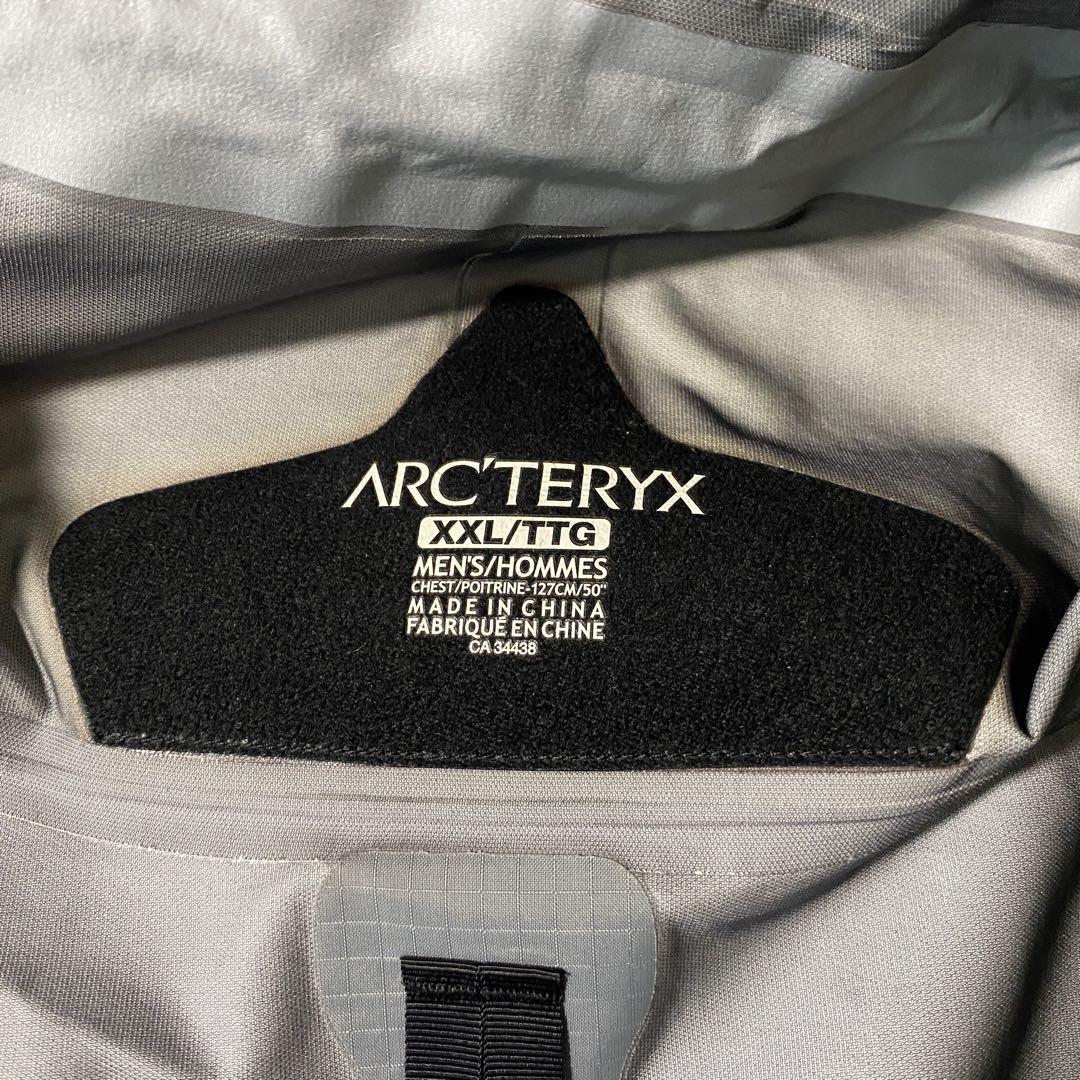 ARC'TERYX
XXL/TTG
MEN'S/HOMMES
CHEST/POITRINE-127CM/50"
MADE IN CHINA
FABRIQUÉ EN CHINE
CA 34438